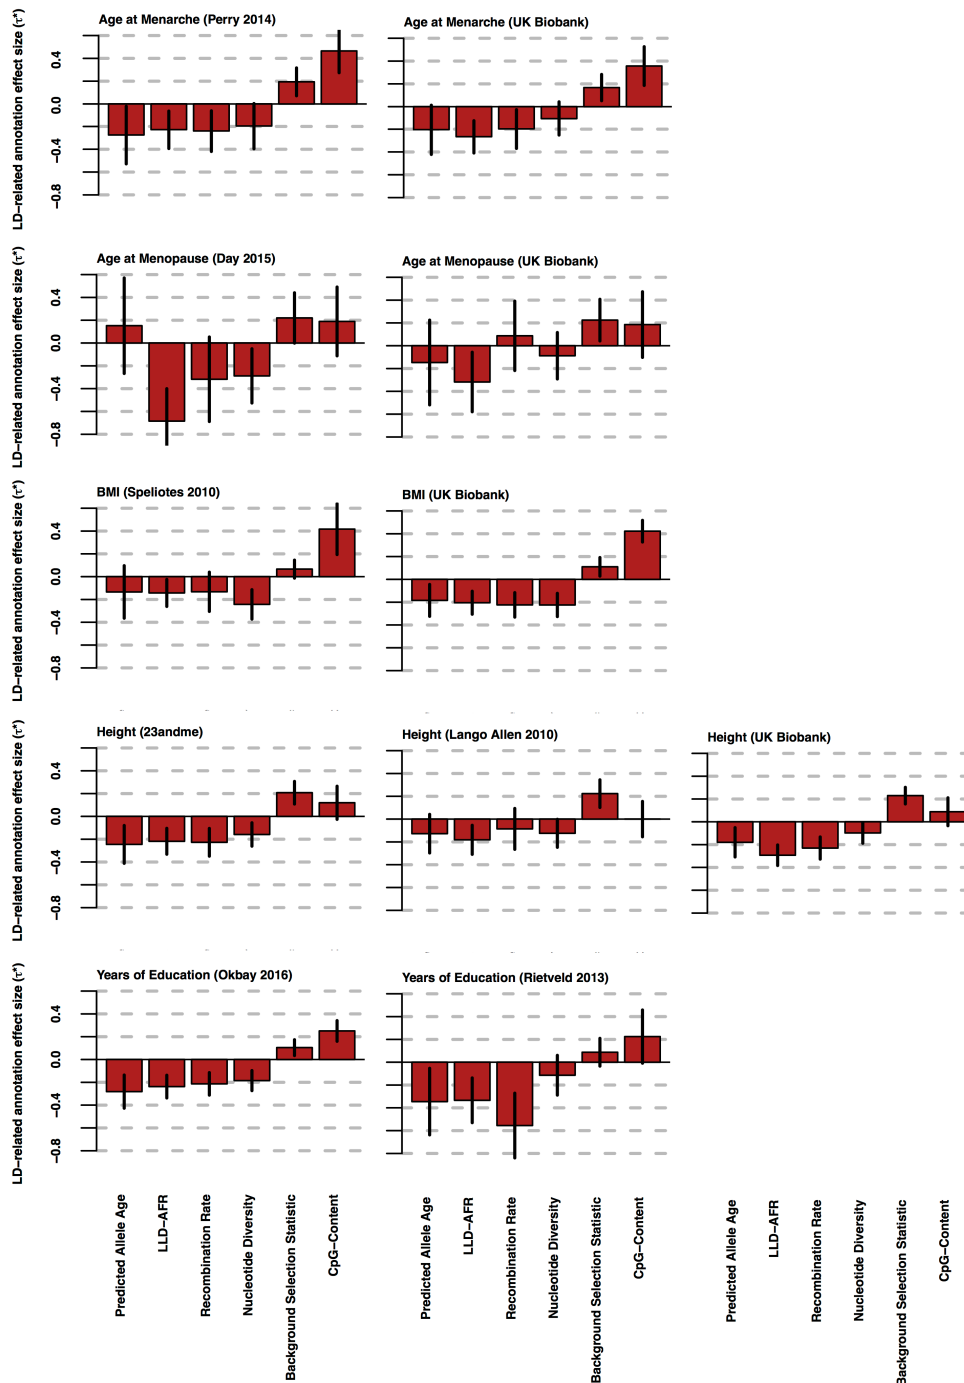 Age at Menarche (Perry 2014)
Age at Menarche (UK Biobank)
LD−related annotation effect size (τ*)
0.4
0.0
−0.4
−0.8
Age at Menopause (Day 2015)
Age at Menopause (UK Biobank)
LD−related annotation effect size (τ*)
0.4
0.0
−0.4
−0.8
BMI (Speliotes 2010)
BMI (UK Biobank)
LD−related annotation effect size (τ*)
0.4
0.0
−0.4
−0.8
Height (23andme)
Height (Lango Allen 2010)
Height (UK Biobank)
LD−related annotation effect size (τ*)
0.4
0.0
−0.4
−0.8
Years of Education (Okbay 2016)
Years of Education (Rietveld 2013)
LD−related annotation effect size (τ*)
0.4
0.0
−0.4
−0.8
Predicted Allele Age
LLD−AFR
Recombination Rate
Nucleotide Diversity
Background Selection Statistic
CpG−Content
Predicted Allele Age
LLD−AFR
Recombination Rate
Nucleotide Diversity
Background Selection Statistic
CpG−Content
Predicted Allele Age
LLD−AFR
Recombination Rate
Nucleotide Diversity
Background Selection Statistic
CpG−Content